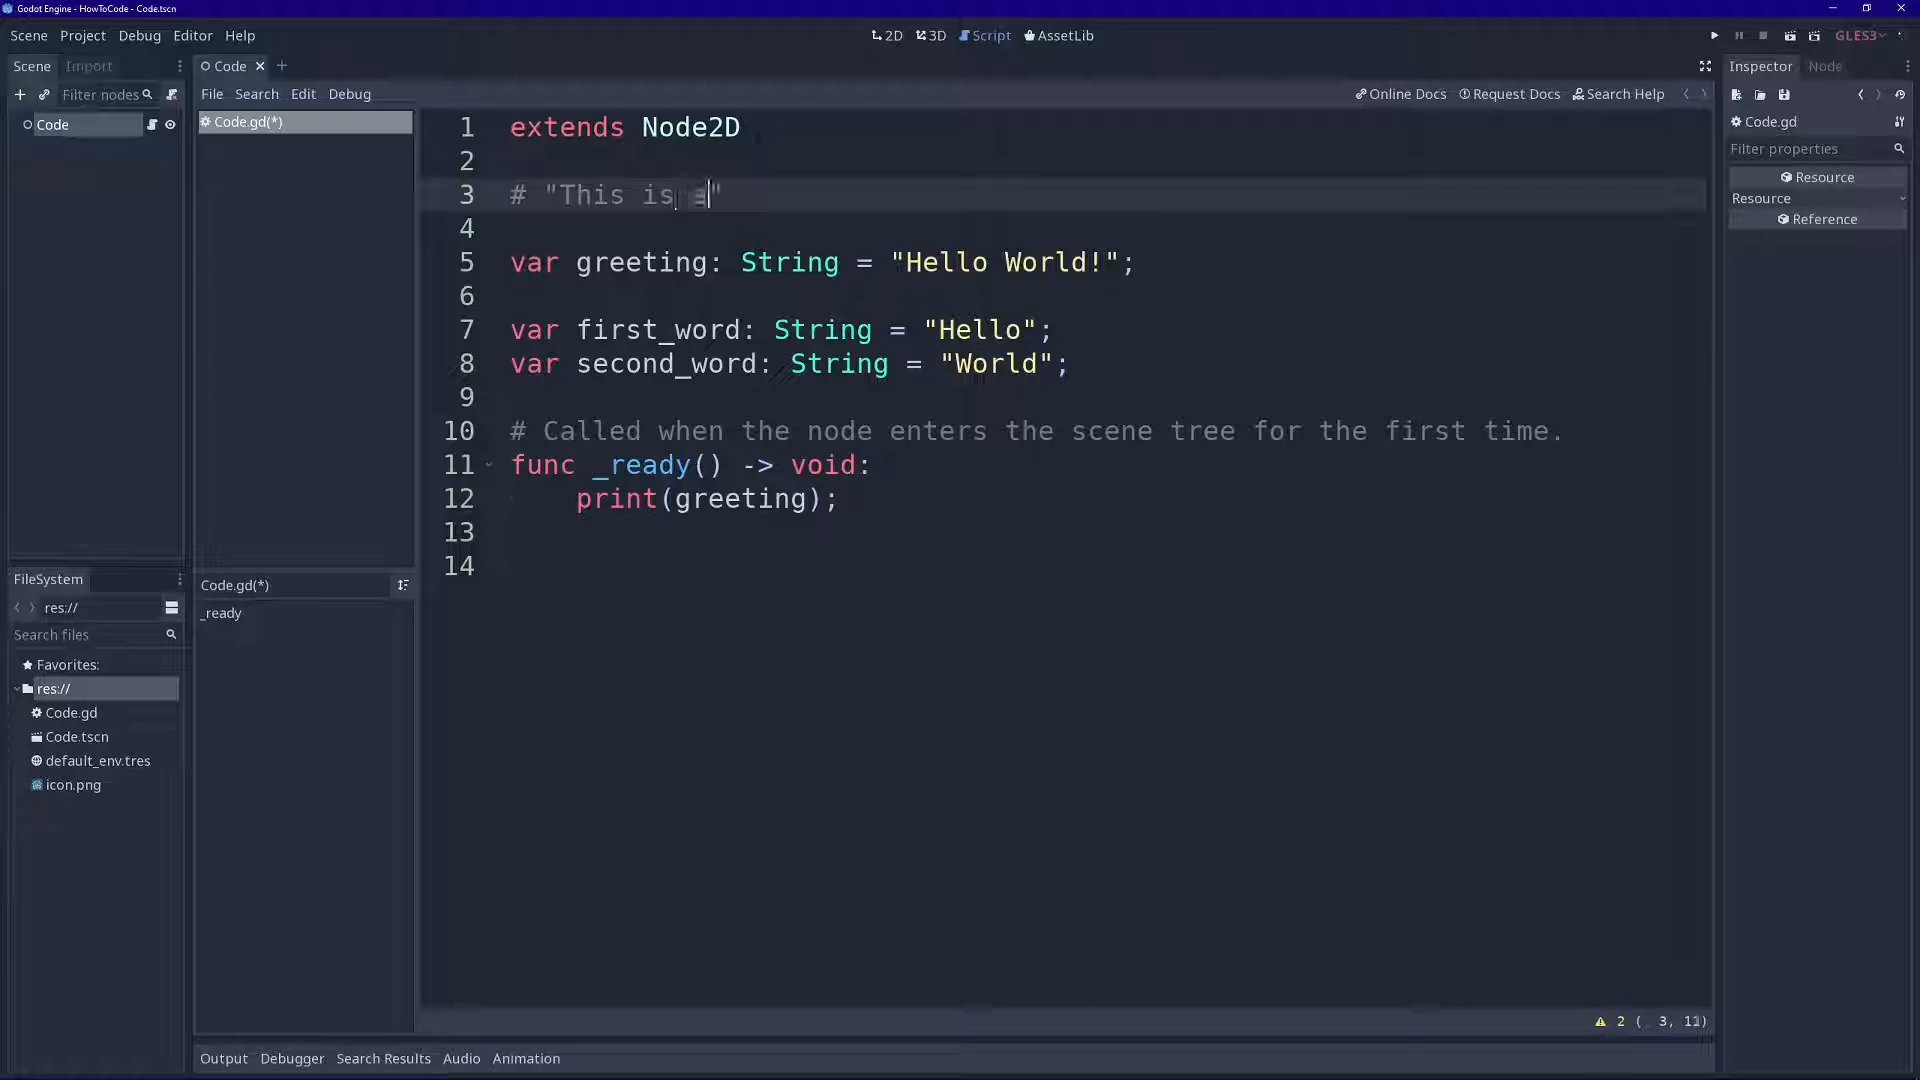 Godot Engine - HowToCode - Code.tscn
Scene Project Debug Editor Help
2D 3D Script AssetLib
GLES3
Scene Import
Code
Inspector Node
Filter nodes
File Search Edit Debug
Online Docs Request Docs Search Help
Code
Code.gd(*)
Code.gd
Filter properties
Resource
Resource
Reference
1 extends Node2D
2
3 # "This is "
4
5 var greeting: String = "Hello World!";
6
7 var first_word: String = "Hello";
8 var second_word: String = "World";
9
10 # Called when the node enters the scene tree for the first time.
11 func _ready() -> void:
12 print(greeting);
13
14
FileSystem
res://
Search files
Favorites:
res://
Code.gd
Code.tscn
default_env.tres
icon.png
Code.gd(*)
_ready
2 ( 3, 11)
Output Debugger Search Results Audio Animation